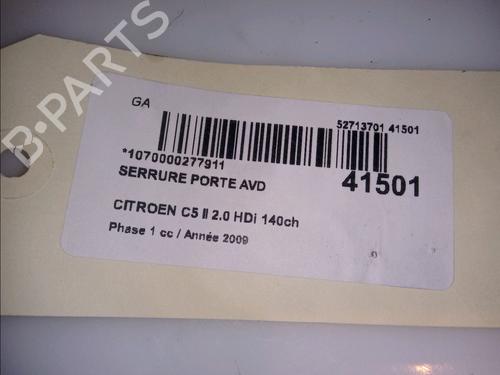 B-PARTS
GA
52713701 41501
*1070000277911
SERRURE PORTE AVD
41501
CITROEN C5 II 2.0 HDi 140ch
Phase 1 cc / Année 2009